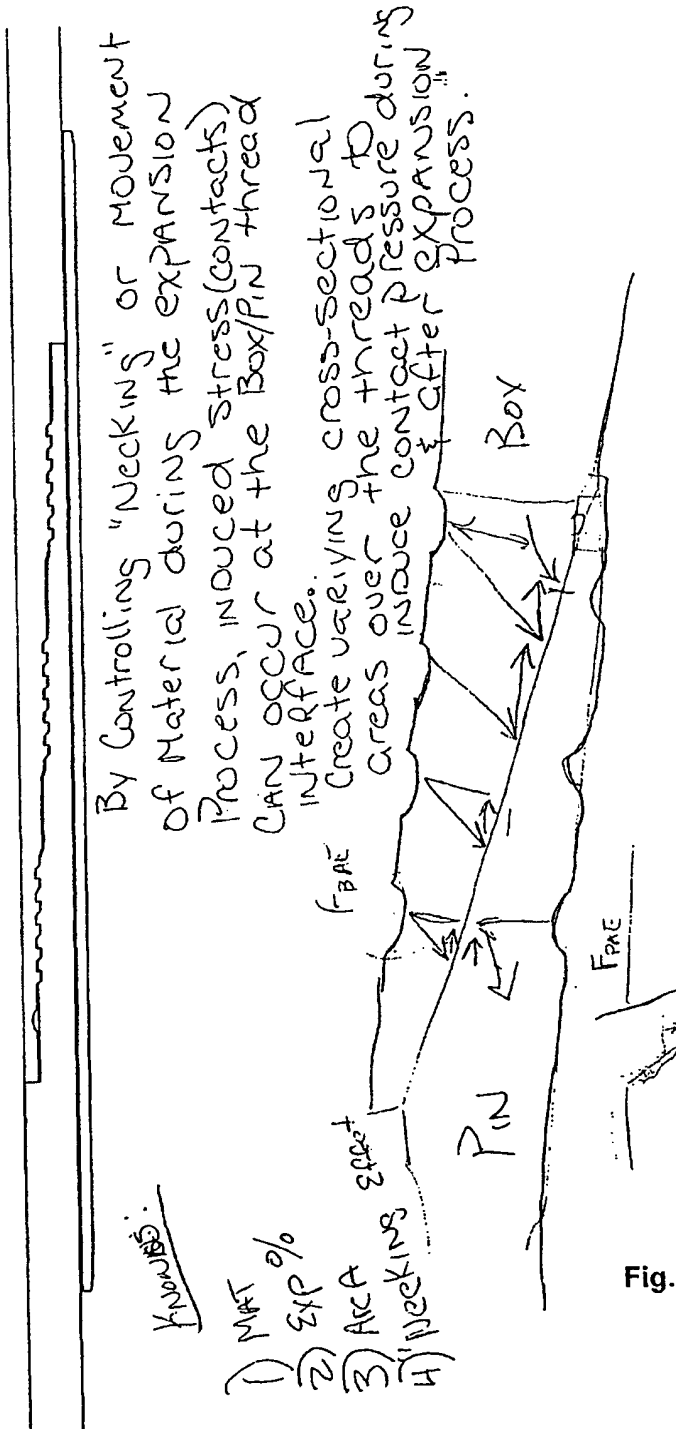 By Controlling "Necking" or Movement
of Material during the expansion
Process, induced stress (contacts)
Can occur at the Box/Pin thread
interface.
Create varying cross-sectional
areas over the threads to
induce contact pressure during
& after "expansion"
Process.
Knowns:
1) MAT
2) Exp %
3) Area
4) "Necking Effect
FBAE
Box
Pin
FPAE
Fig.